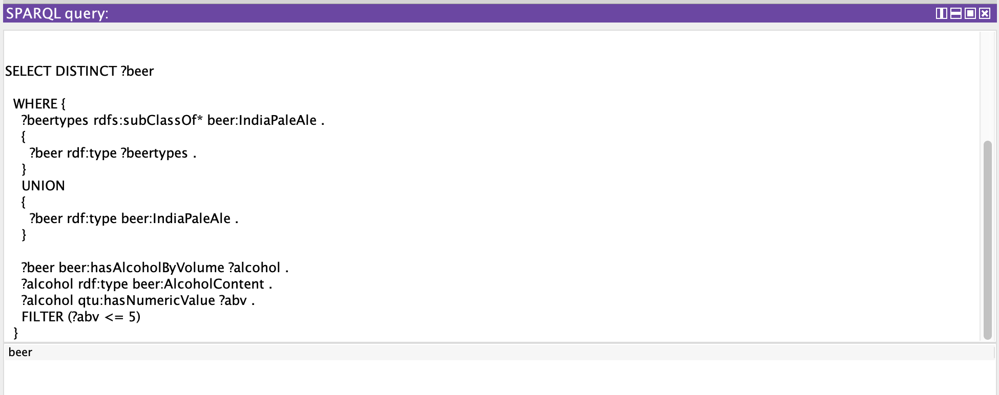 SPARQL query:
SELECT DISTINCT ?beer
WHERE {
?beertypes rdfs:subClassOf* beer:IndiaPaleAle .
{
?beer rdf:type ?beertypes .
}
UNION
{
?beer rdf:type beer:IndiaPaleAle .
}
?beer beer:hasAlcoholByVolume ?alcohol .
?alcohol rdf:type beer:AlcoholContent .
?alcohol qtu:hasNumericValue ?abv .
FILTER (?abv <= 5)
}
beer